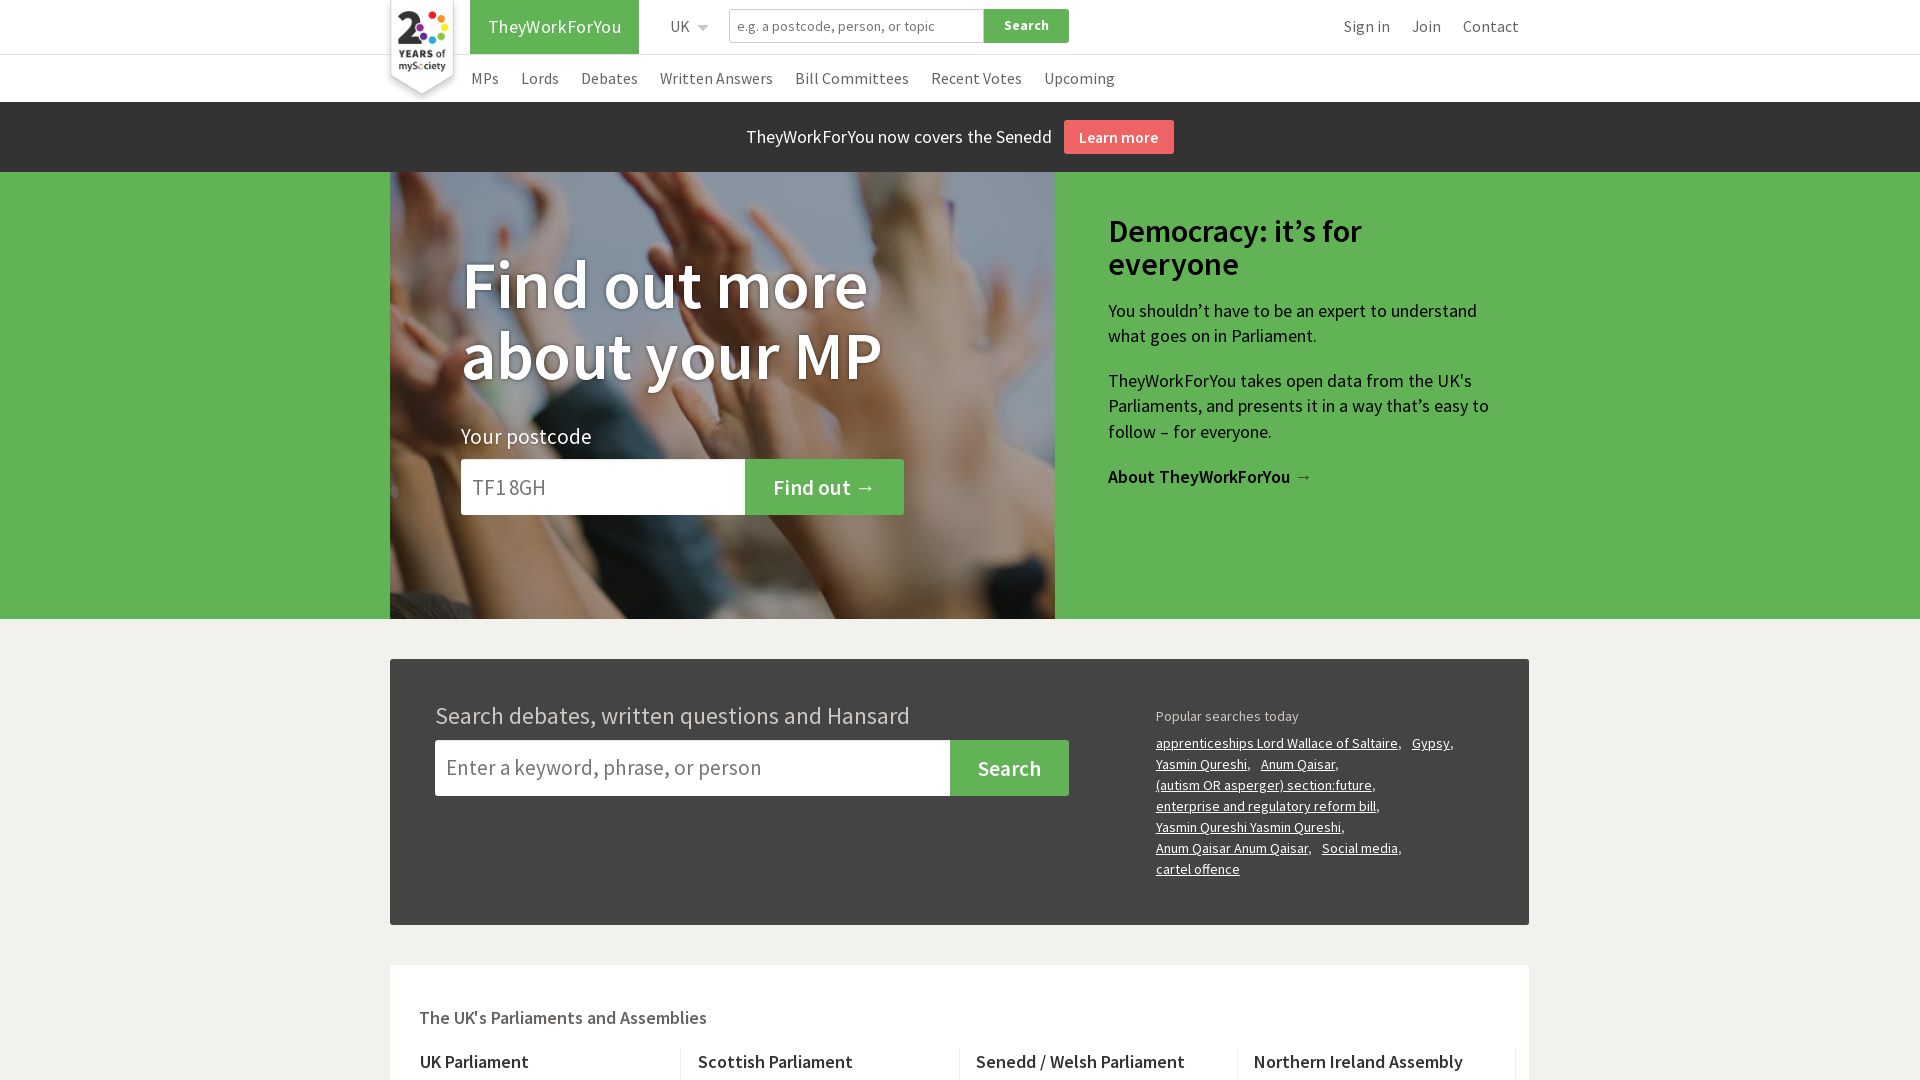 20
YEARS of
mySociety
TheyWorkForYou
UK
e.g. a postcode, person, or topic
Search
Sign in
Join
Contact
MPs
Lords
Debates
Written Answers
Bill Committees
Recent Votes
Upcoming
TheyWorkForYou now covers the Senedd
Learn more
Find out more
about your MP
Your postcode
TF1 8GH
Find out →
Democracy: it’s for
everyone
You shouldn’t have to be an expert to understand
what goes on in Parliament.
TheyWorkForYou takes open data from the UK's
Parliaments, and presents it in a way that’s easy to
follow – for everyone.
About TheyWorkForYou →
Search debates, written questions and Hansard
Enter a keyword, phrase, or person
Search
Popular searches today
apprenticeships Lord Wallace of Saltaire, Gypsy,
Yasmin Qureshi, Anum Qaisar,
(autism OR asperger) section:future,
enterprise and regulatory reform bill,
Yasmin Qureshi Yasmin Qureshi,
Anum Qaisar Anum Qaisar, Social media,
cartel offence
The UK's Parliaments and Assemblies
UK Parliament
Scottish Parliament
Senedd / Welsh Parliament
Northern Ireland Assembly